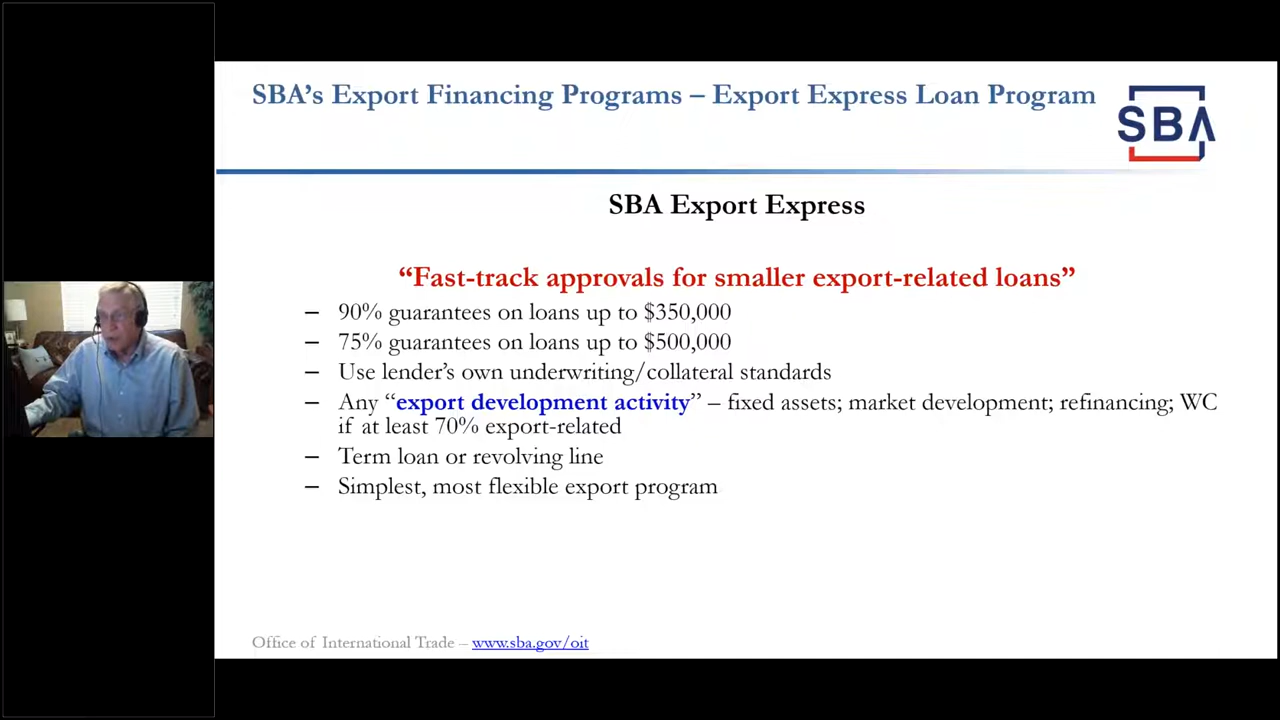 SBA's Export Financing Programs – Export Express Loan Program
SBA
SBA Export Express
“Fast-track approvals for smaller export-related loans”
– 90% guarantees on loans up to $350,000
– 75% guarantees on loans up to $500,000
– Use lender's own underwriting/collateral standards
– Any “export development activity” – fixed assets; market development; refinancing; WC
if at least 70% export-related
– Term loan or revolving line
– Simplest, most flexible export program
Office of International Trade – www.sba.gov/oit